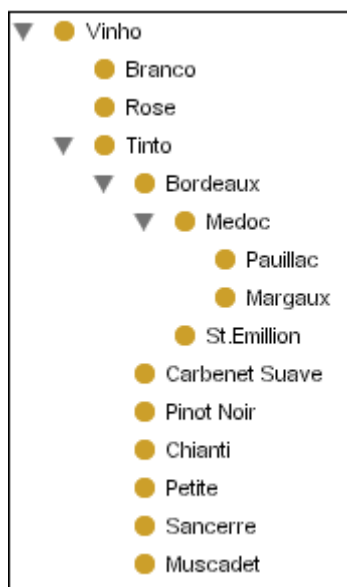 Vinho
Branco
Rose
Tinto
Bordeaux
Medoc
Pauillac
Margaux
St.Emillion
Carbenet Suave
Pinot Noir
Chianti
Petite
Sancerre
Muscadet